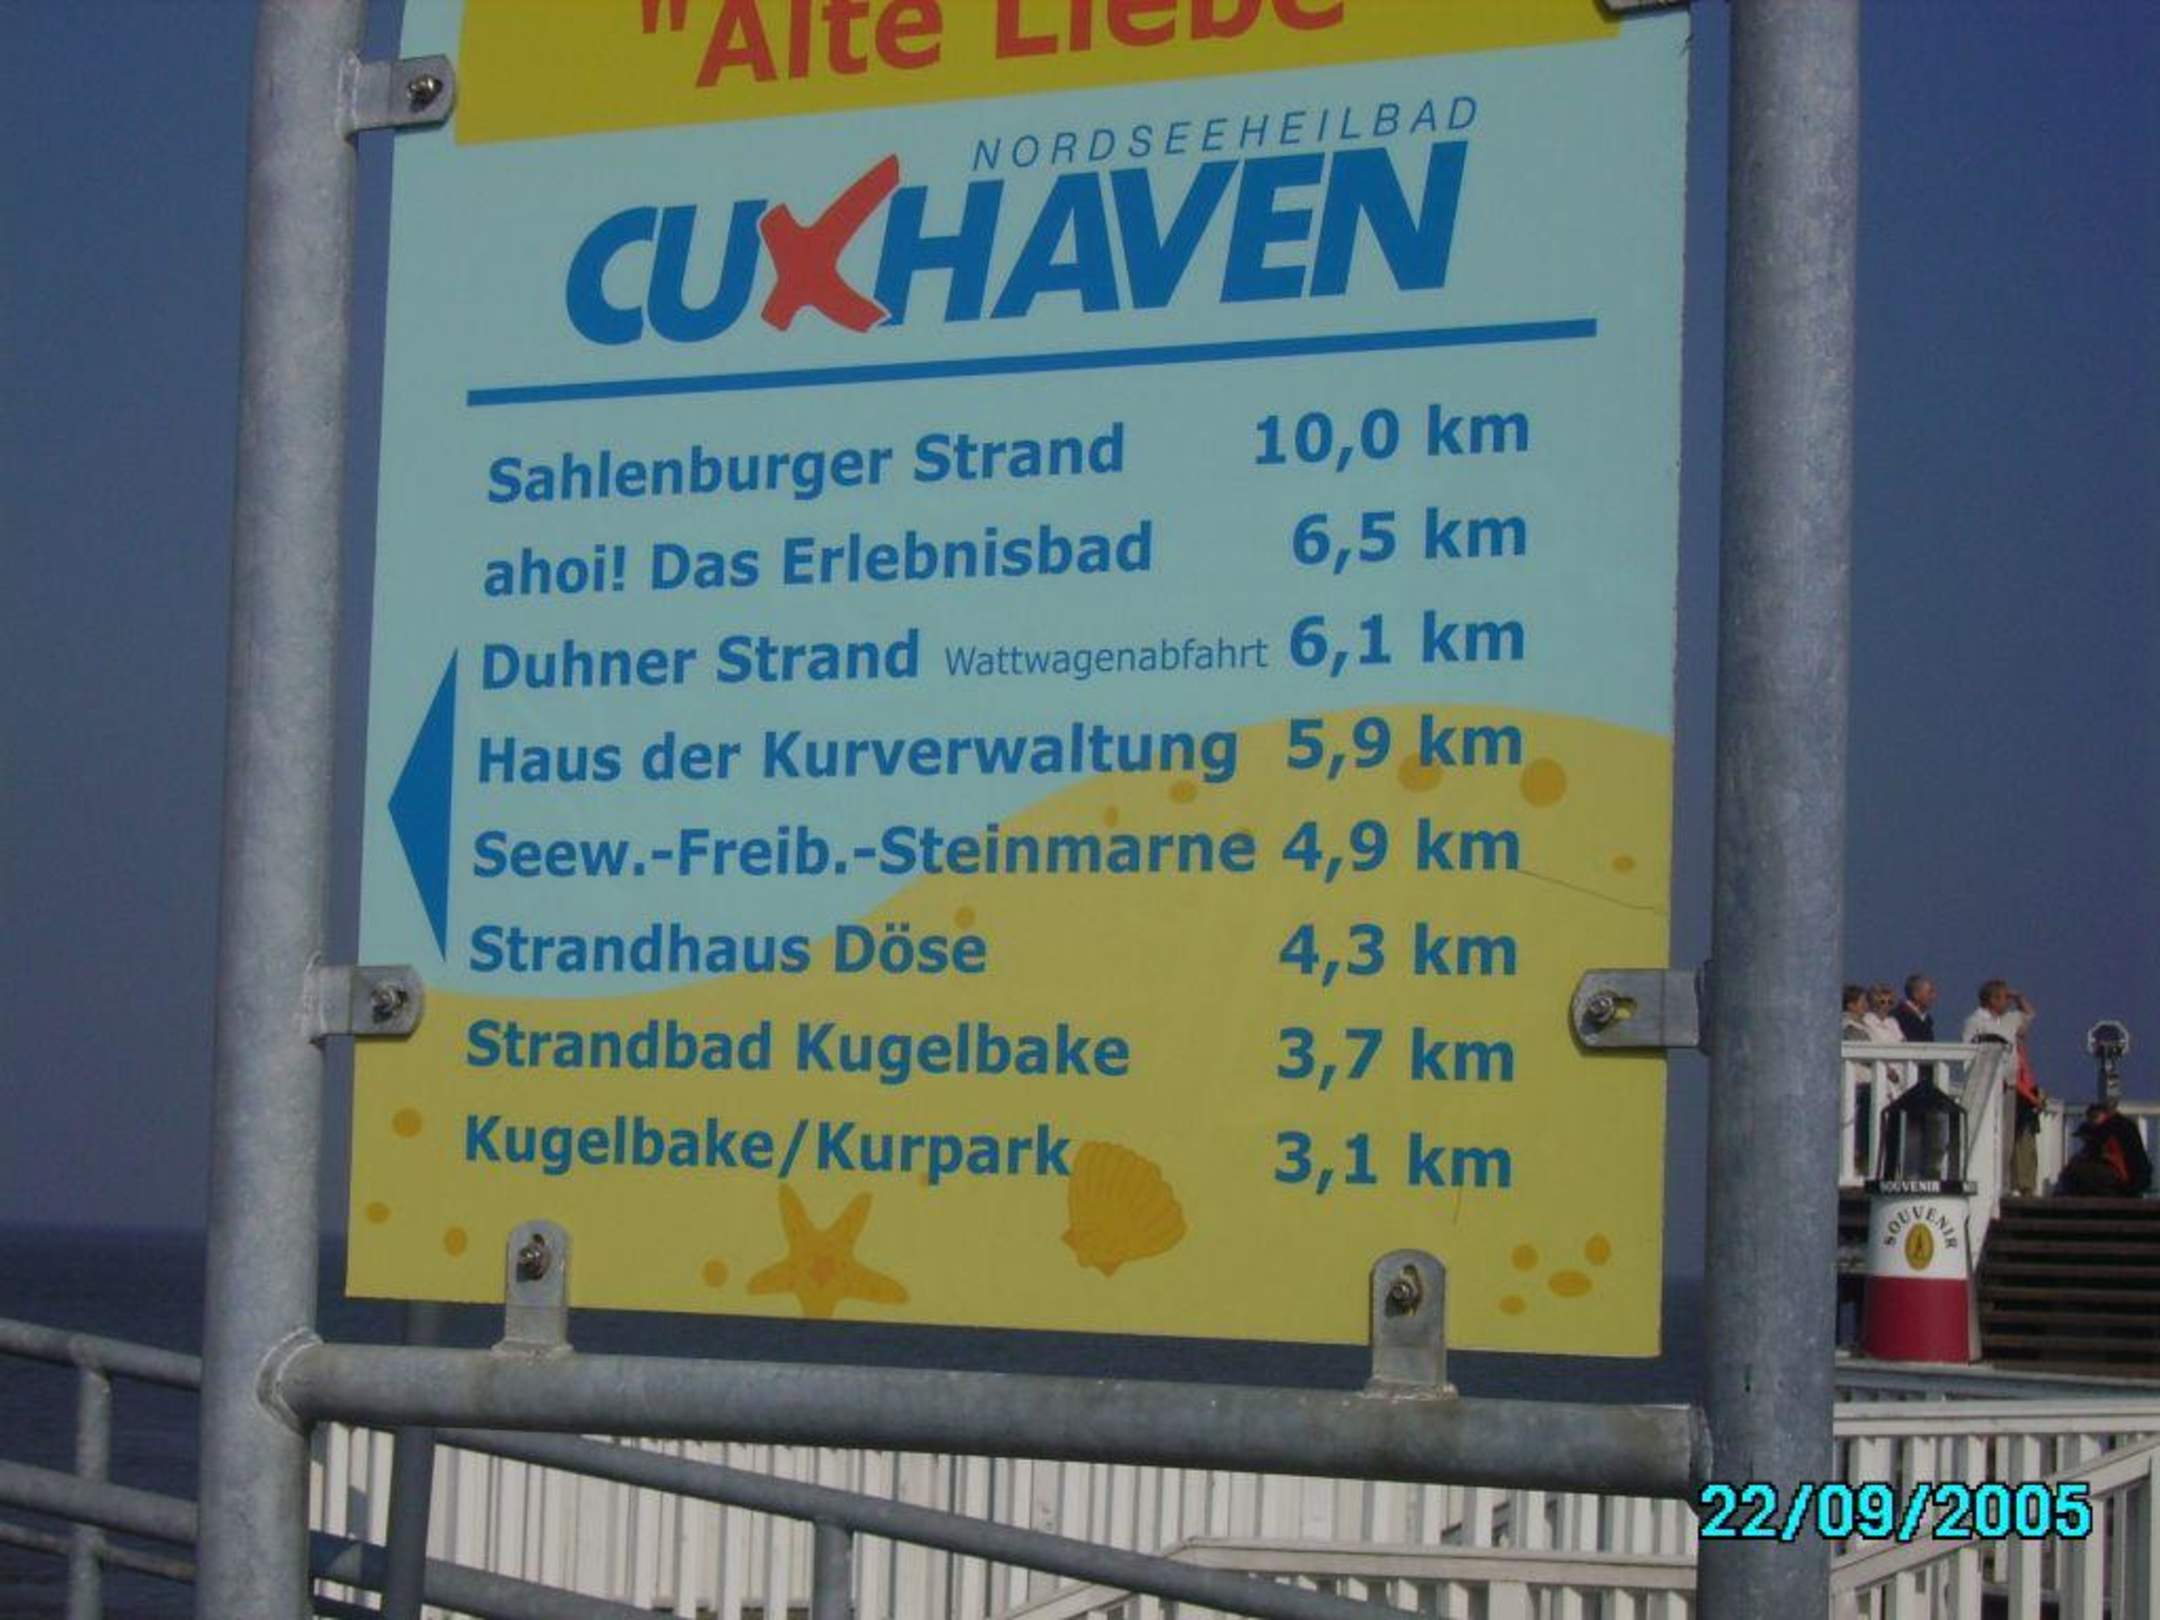 "Alte Liebe"
NORDSEEHEILBAD
CUXHAVEN
Sahlenburger Strand 10,0 km
ahoi! Das Erlebnisbad 6,5 km
Duhner Strand Wattwagenabfahrt 6,1 km
Haus der Kurverwaltung 5,9 km
Seew.-Freib.-Steinmarne 4,9 km
Strandhaus Döse 4,3 km
Strandbad Kugelbake 3,7 km
Kugelbake/Kurpark 3,1 km
SOUVENIR
SOUVENIR
22/09/2005